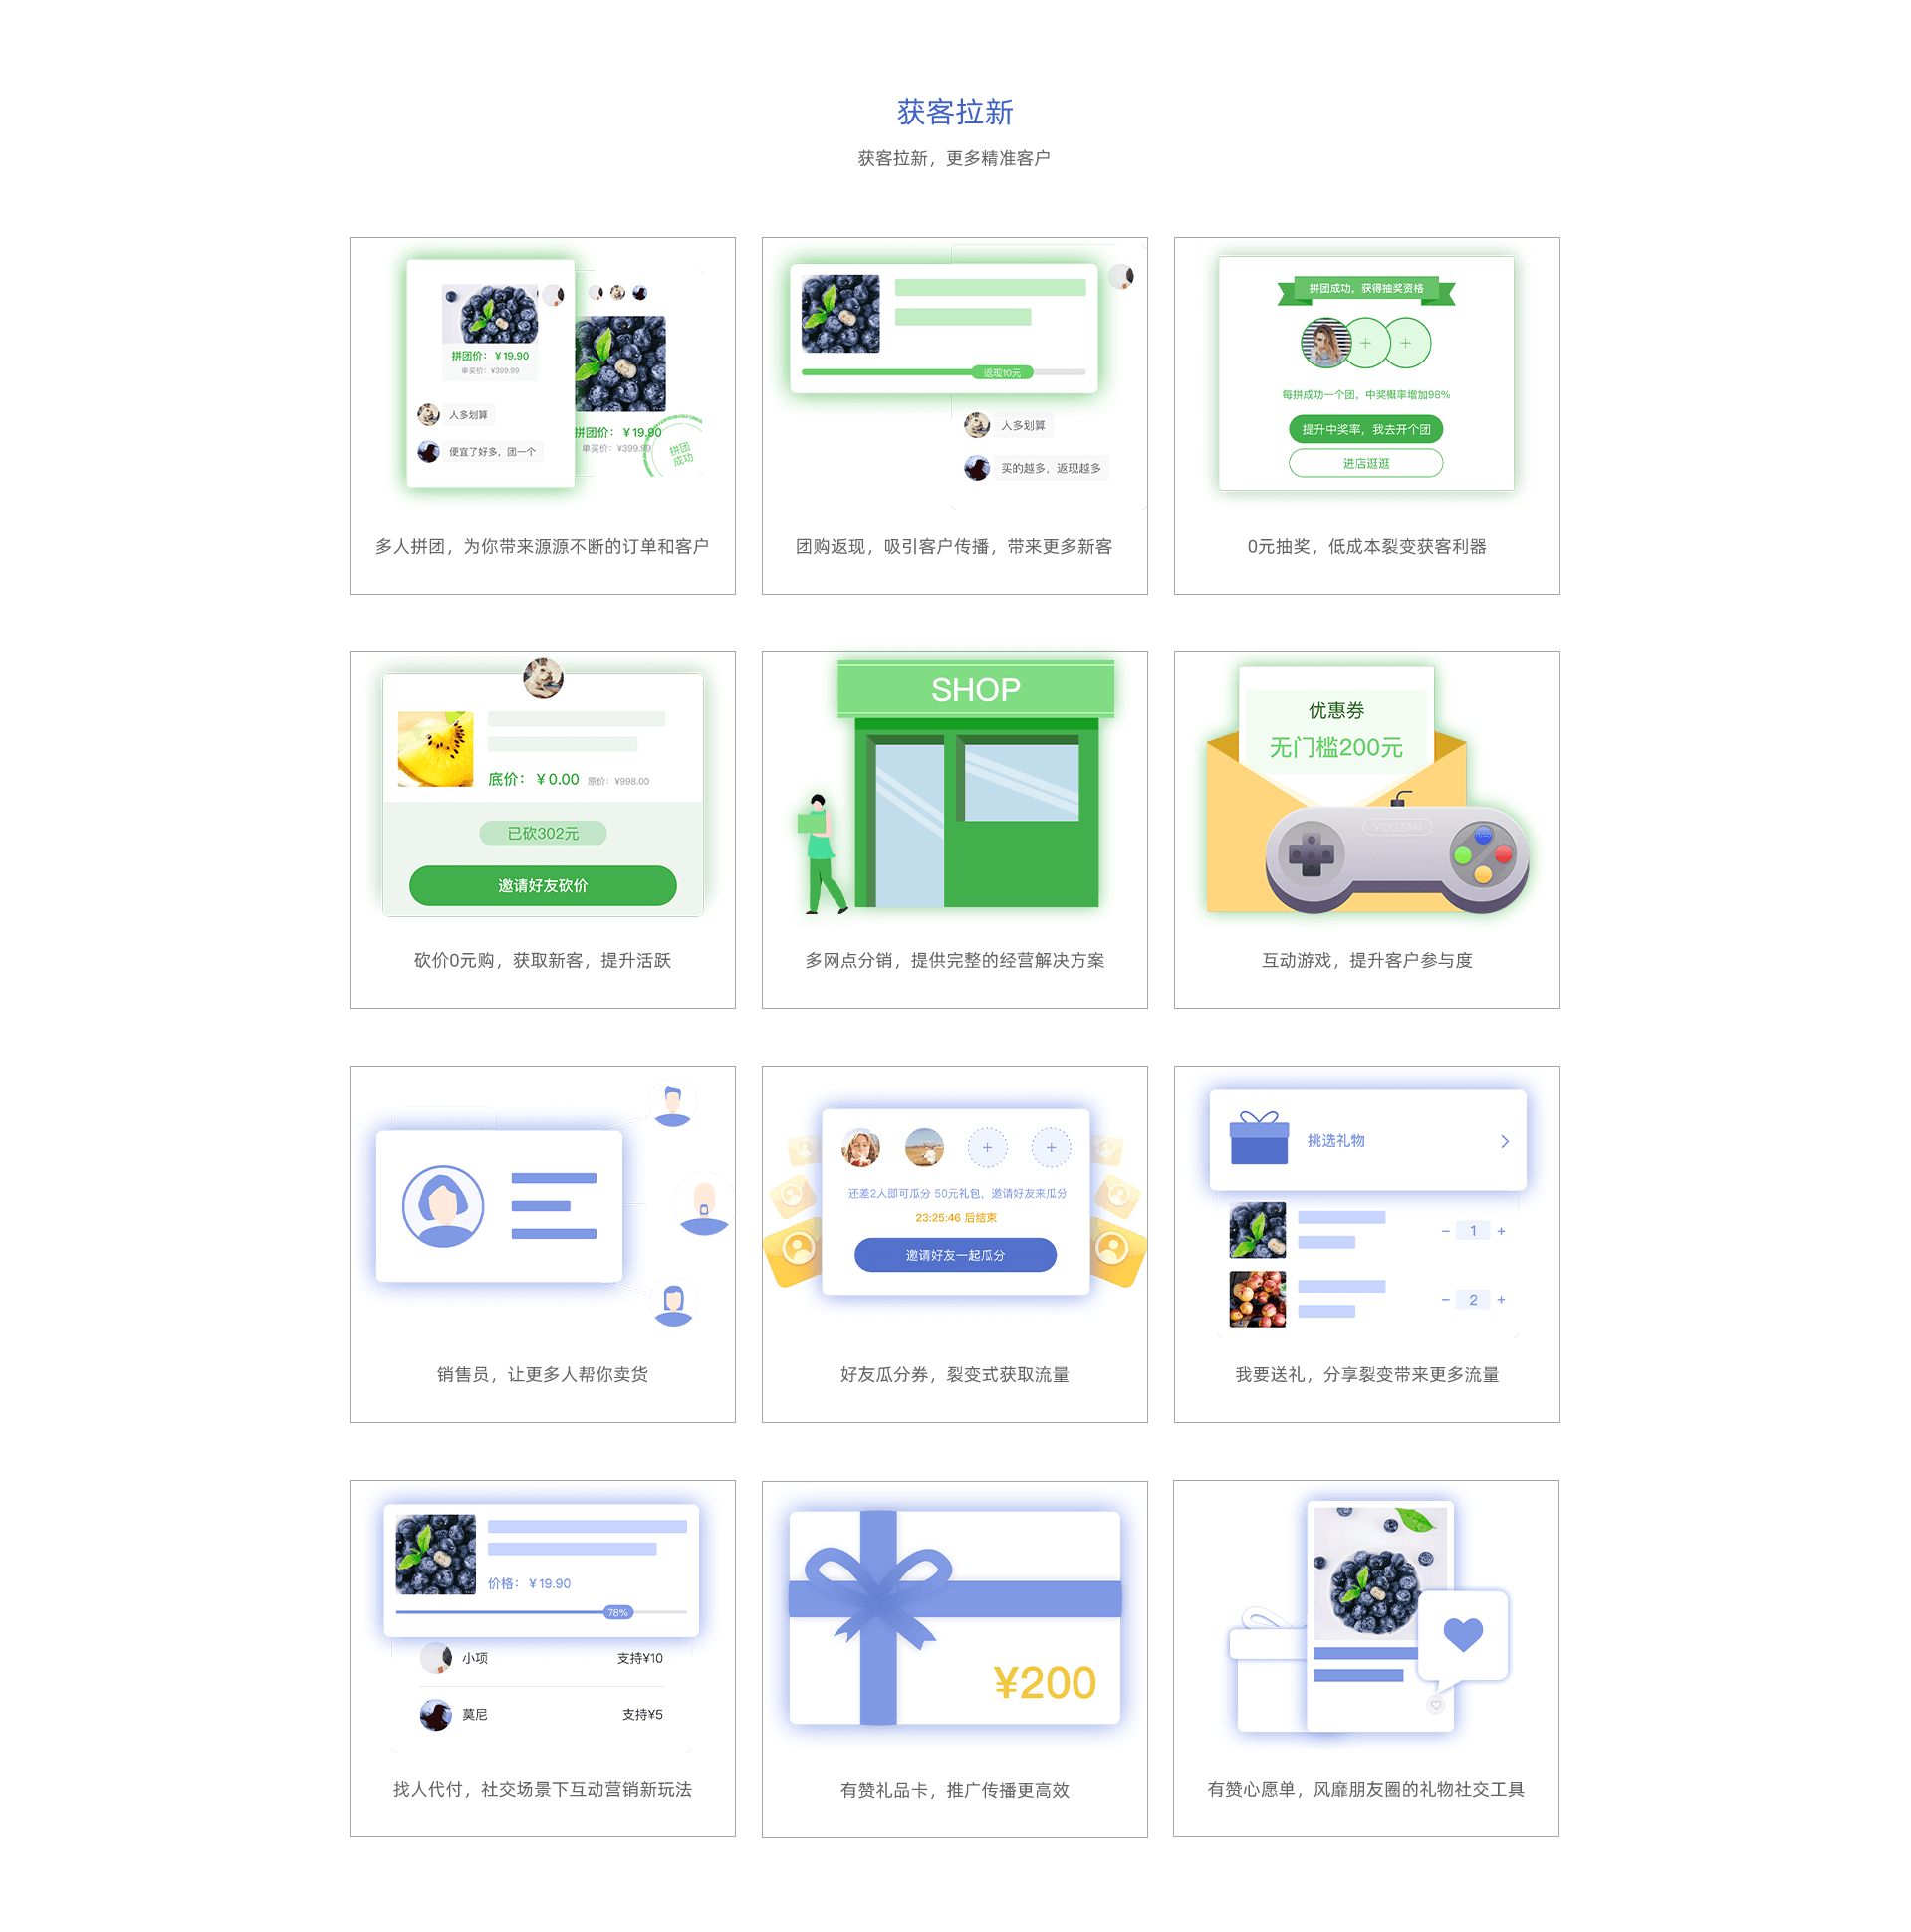 获客拉新
获客拉新，更多精准客户
拼团价：￥19.90
单买价：¥399.99
人多划算
便宜了好多，团一个
拼团价：￥19.90
单买价：¥399.99
拼团
成功
多人拼团，为你带来源源不断的订单和客户
返现10元
人多划算
买的越多，返现越多
团购返现，吸引客户传播，带来更多新客
拼团成功，获得抽奖资格
每拼成功一个团，中奖概率增加98%
提升中奖率，我去开个团
进店逛逛
0元抽奖，低成本裂变获客利器
底价：￥0.00 原价：¥998.00
已砍302元
邀请好友砍价
砍价0元购，获取新客，提升活跃
SHOP
多网点分销，提供完整的经营解决方案
优惠券
无门槛200元
YOUZAN
互动游戏，提升客户参与度
销售员，让更多人帮你卖货
还差2人即可瓜分 50元礼包，邀请好友来瓜分
23:25:46 后结束
邀请好友一起瓜分
好友瓜分券，裂变式获取流量
挑选礼物
- 1 +
- 2 +
我要送礼，分享裂变带来更多流量
价格：￥19.90
78%
小项 支持¥10
莫尼 支持¥5
找人代付，社交场景下互动营销新玩法
¥200
有赞礼品卡，推广传播更高效
有赞心愿单，风靡朋友圈的礼物社交工具